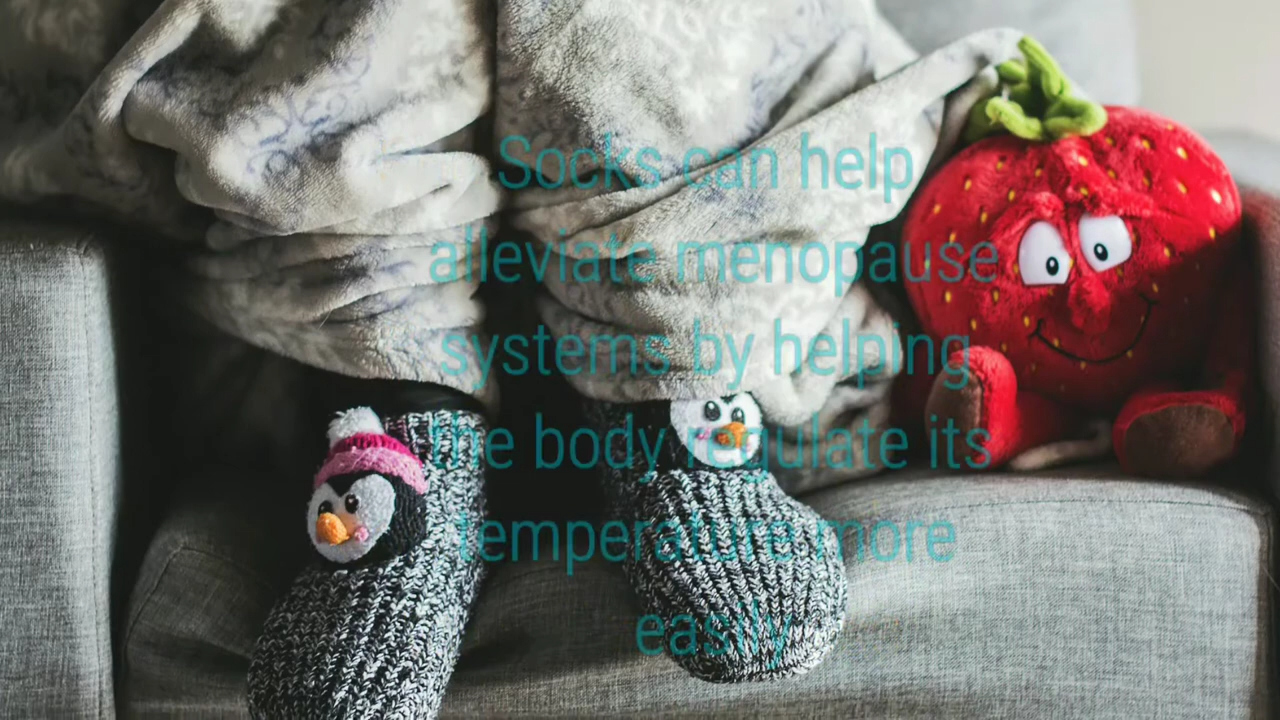 Socks can help
alleviate menopause
systems by helping
the body regulate its
temperature more
easily